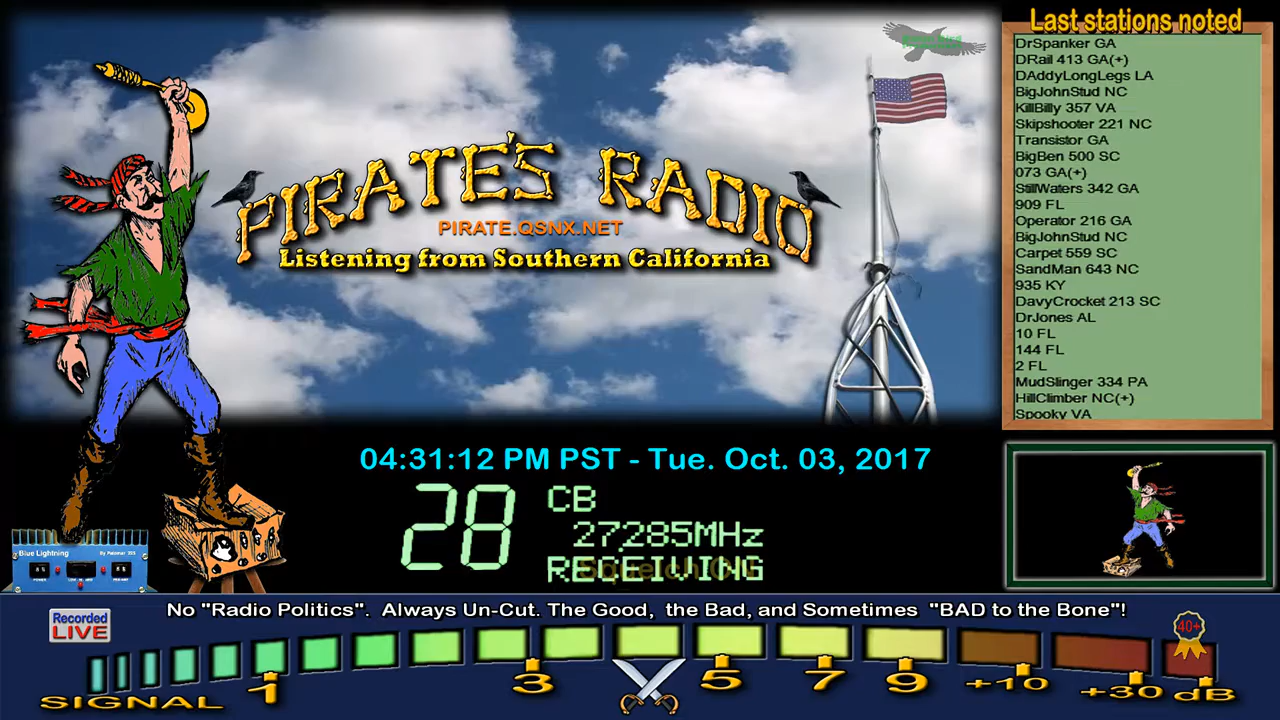 Last stations noted
DrSpanker GA
DRail 413 GA(+)
DAddyLongLegs LA
BigJohnStud NC
KillBilly 357 VA
Skipshooter 221 NC
Transistor GA
BigBen 500 SC
073 GA(+)
StillWaters 342 GA
909 FL
Operator 216 GA
BigJohnStud NC
Carpet 559 SC
SandMan 643 NC
935 KY
DavyCrocket 213 SC
DrJones AL
10 FL
144 FL
2 FL
MudSlinger 334 PA
HillClimber NC(+)
Spooky VA
PIRATE'S RADIO
PIRATE.QSNX.NET
Listening from Southern California
04:31:12 PM PST - Tue. Oct. 03, 2017
28
CB
27.285MHz
RECEIVING
Blue Lightning
By Palomar 355
No "Radio Politics". Always Un-Cut. The Good, the Bad, and Sometimes "BAD to the Bone"!
Recorded
LIVE
40+
SIGNAL 1 3 5 7 9 +10 +30 dB